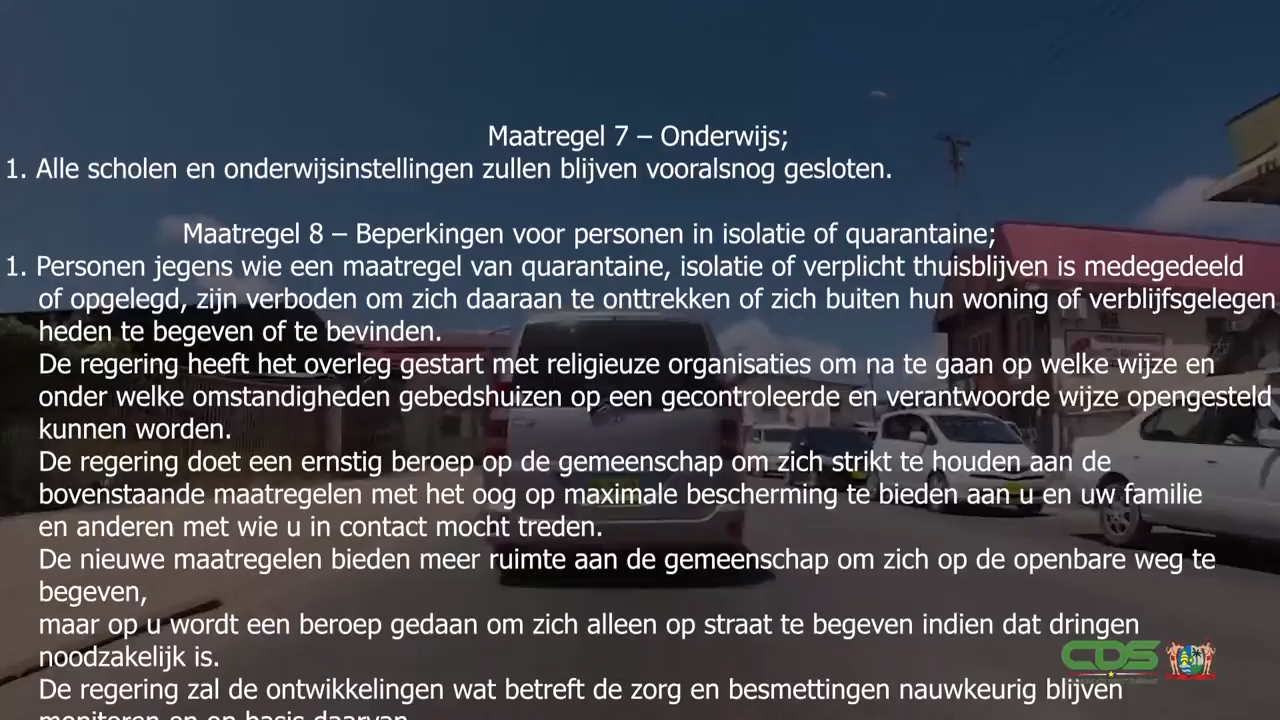 Maatregel 7 – Onderwijs;
1. Alle scholen en onderwijsinstellingen zullen blijven vooralsnog gesloten.
Maatregel 8 – Beperkingen voor personen in isolatie of quarantaine;
1. Personen jegens wie een maatregel van quarantaine, isolatie of verplicht thuisblijven is medegedeeld
of opgelegd, zijn verboden om zich daaraan te onttrekken of zich buiten hun woning of verblijfsgelegen
heden te begeven of te bevinden.
De regering heeft het overleg gestart met religieuze organisaties om na te gaan op welke wijze en
onder welke omstandigheden gebedshuizen op een gecontroleerde en verantwoorde wijze opengesteld
kunnen worden.
De regering doet een ernstig beroep op de gemeenschap om zich strikt te houden aan de
bovenstaande maatregelen met het oog op maximale bescherming te bieden aan u en uw familie
en anderen met wie u in contact mocht treden.
De nieuwe maatregelen bieden meer ruimte aan de gemeenschap om zich op de openbare weg te
begeven,
maar op u wordt een beroep gedaan om zich alleen op straat te begeven indien dat dringen
noodzakelijk is.
De regering zal de ontwikkelingen wat betreft de zorg en besmettingen nauwkeurig blijven
monitoren en op basis daarvan
CDS